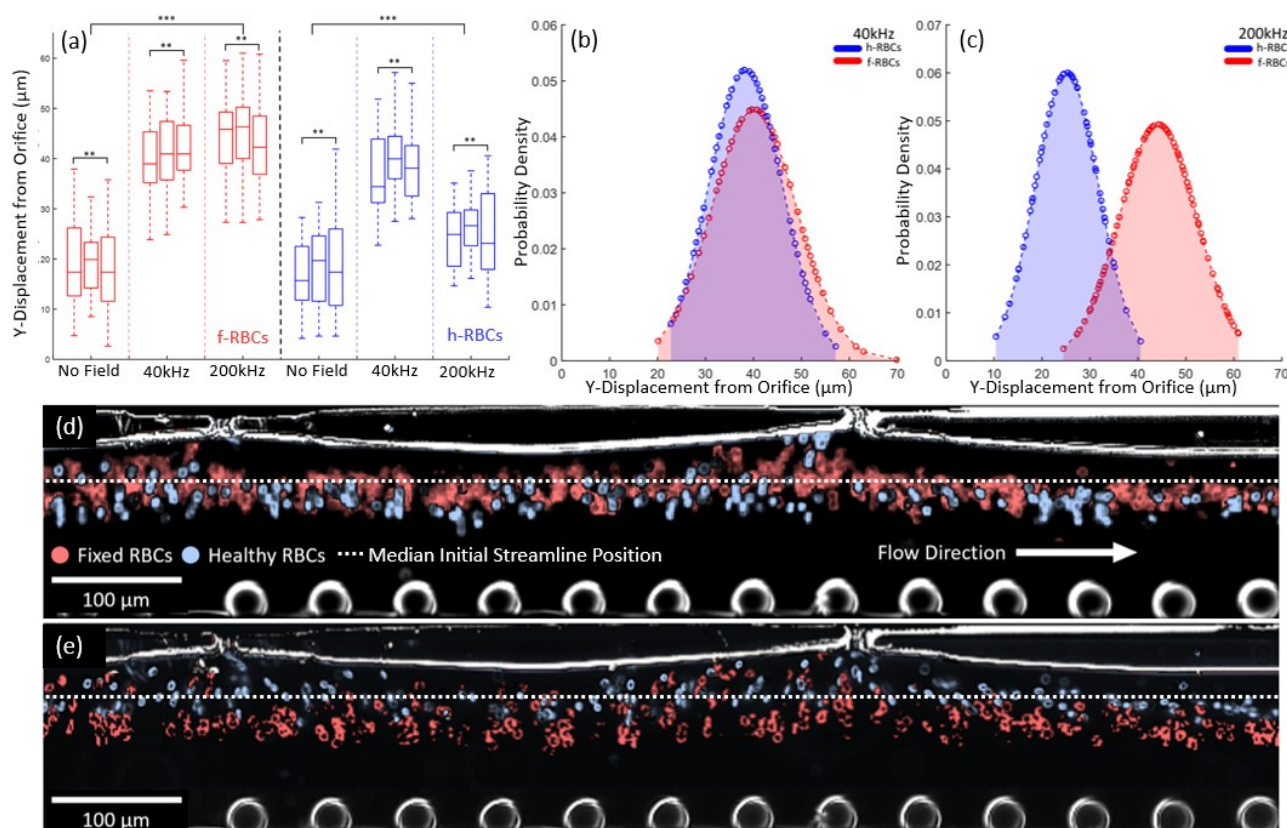 (a)
***
***
**
**
**
**
**
**
Y-Displacement from Orifice (μm)
60
50
40
30
20
10
0
f-RBCs
h-RBCs
No Field
40kHz
200kHz
No Field
40kHz
200kHz
(b)
40kHz
h-RBCs
f-RBCs
Probability Density
0.06
0.05
0.04
0.03
0.02
0.01
0
0
10
20
30
40
50
60
70
Y-Displacement from Orifice (μm)
(c)
200kHz
h-RBCs
f-RBCs
Probability Density
0.07
0.06
0.05
0.04
0.03
0.02
0.01
0
0
10
20
30
40
50
60
70
Y-Displacement from Orifice (μm)
(d)
Fixed RBCs
Healthy RBCs
Median Initial Streamline Position
Flow Direction
100 μm
(e)
100 μm